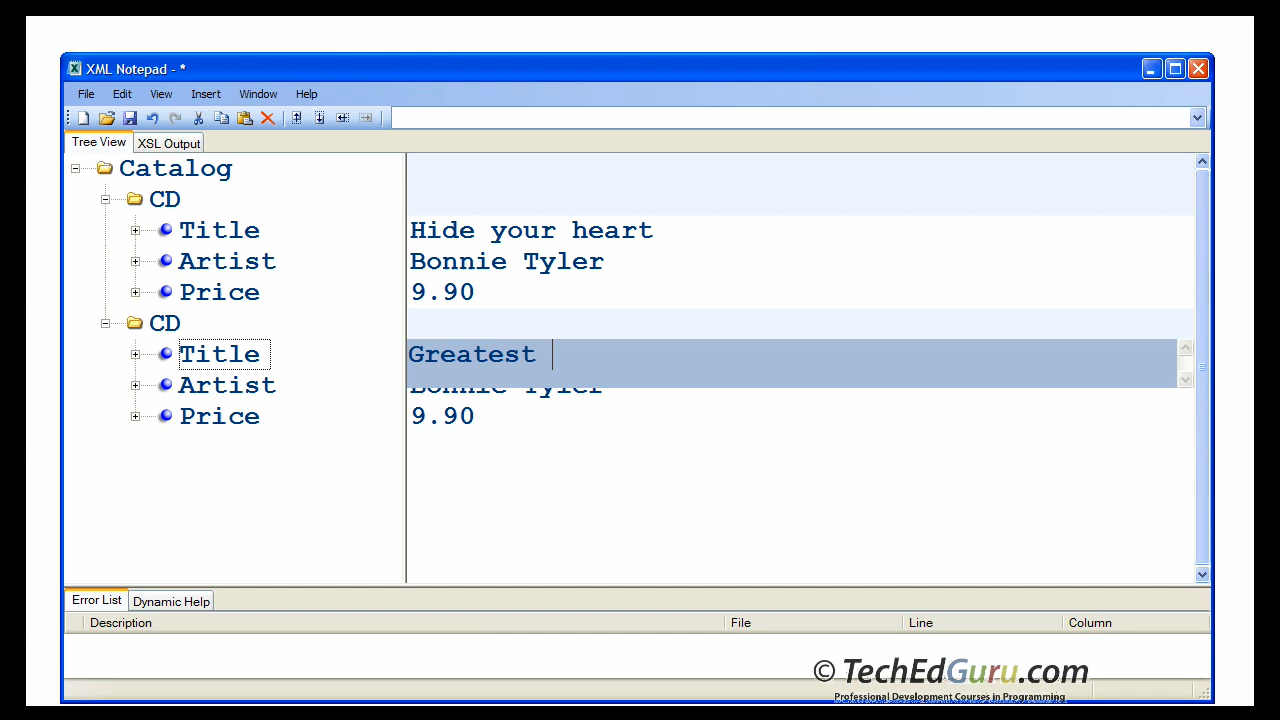 XML Notepad - *
File Edit View Insert Window Help
Tree View XSL Output
Catalog
CD
Title Hide your heart
Artist Bonnie Tyler
Price 9.90
CD
Title Greatest
Artist Bonnie Tyler
Price 9.90
Error List Dynamic Help
Description File Line Column
© TechEdGuru.com
Professional Development Courses in Programming